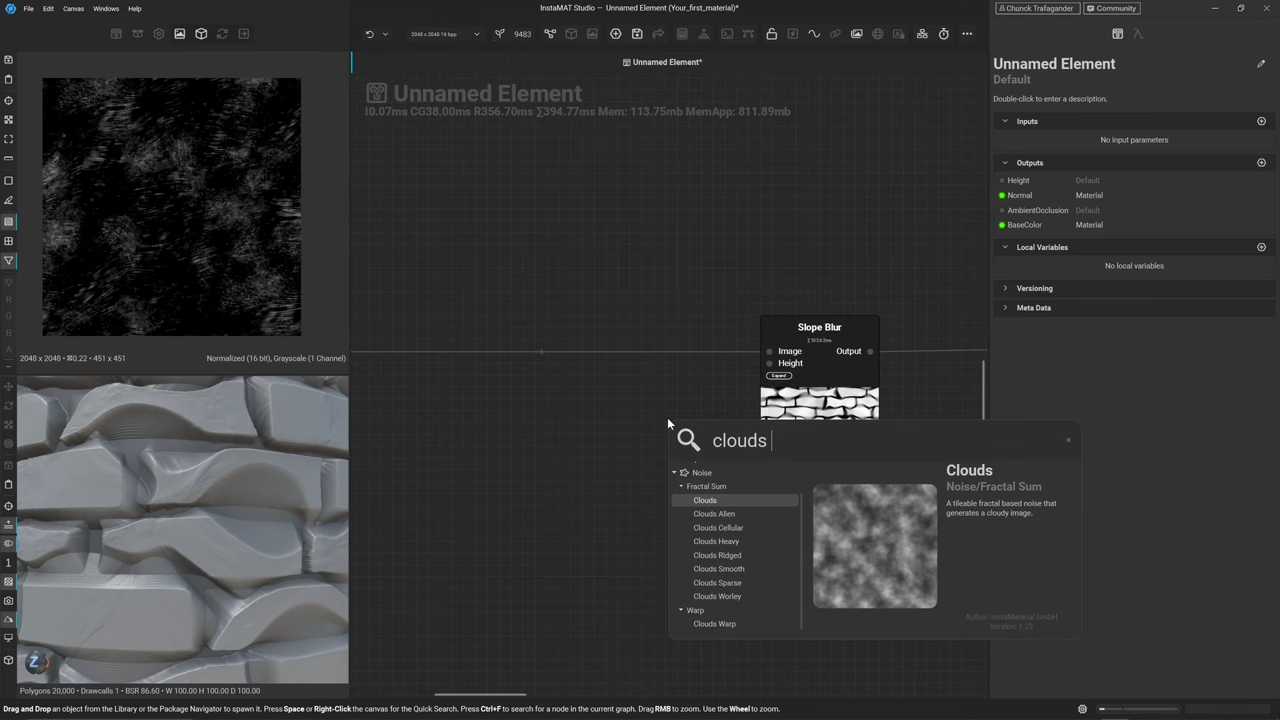 File Edit Canvas Windows Help
InstaMAT Studio – Unnamed Element (Your_first_material)*
Chunck Trafagander
Community
2048 x 2048 16 bpp
9483
Unnamed Element*
Unnamed Element
I0.07ms CG38.00ms R356.70ms ∑394.77ms Mem: 113.75mb MemApp: 811.89mb
R
G
B
A
2048 x 2048 • ⌘0.22 • 451 x 451
Normalized (16 bit), Grayscale (1 Channel)
1
Z
Polygons 20,000 • Drawcalls 1 • BSR 86.60 • W 100.00 H 100.00 D 100.00
Slope Blur
Image
Output
Height
Expand
clouds
Noise
Fractal Sum
Clouds
Clouds Alien
Clouds Cellular
Clouds Heavy
Clouds Ridged
Clouds Smooth
Clouds Sparse
Clouds Worley
Warp
Clouds Warp
Clouds
Noise/Fractal Sum
A tileable fractal based noise that
generates a cloudy image.
Author: InstaMaterial GmbH
Version: 1.22
Unnamed Element
Default
Double-click to enter a description.
Inputs
No input parameters
Outputs
Height Default
Normal Material
AmbientOcclusion Default
BaseColor Material
Local Variables
No local variables
Versioning
Meta Data
Drag and Drop an object from the Library or the Package Navigator to spawn it. Press Space or Right-Click the canvas for the Quick Search. Press Ctrl+F to search for a node in the current graph. Drag RMB to zoom. Use the Wheel to zoom.